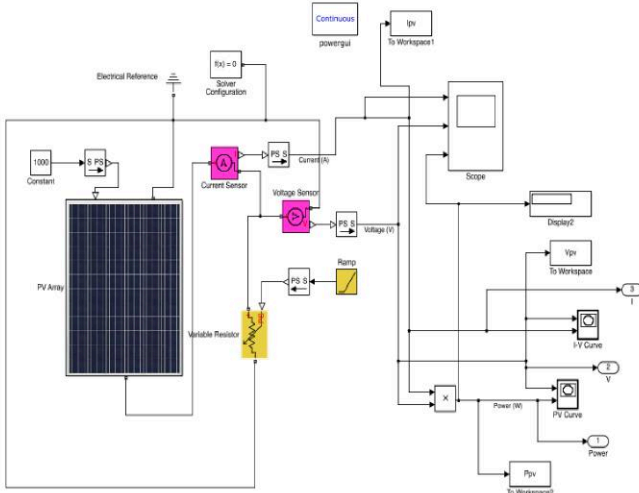 Continuous
powergui
Ipv
To Workspace1
Electrical Reference
f(x) = 0
Solver
Configuration
1000
Constant
S PS
A
Current Sensor
PS S
Current (A)
Scope
Voltage Sensor
V
PS S
Voltage (V)
Display2
Vpv
To Workspace
PV Array
Ramp
PS S
PS
Variable Resistor
3
I
I-V Curve
2
V
×
Power (W)
PV Curve
1
Power
Ppv
To Workspace2